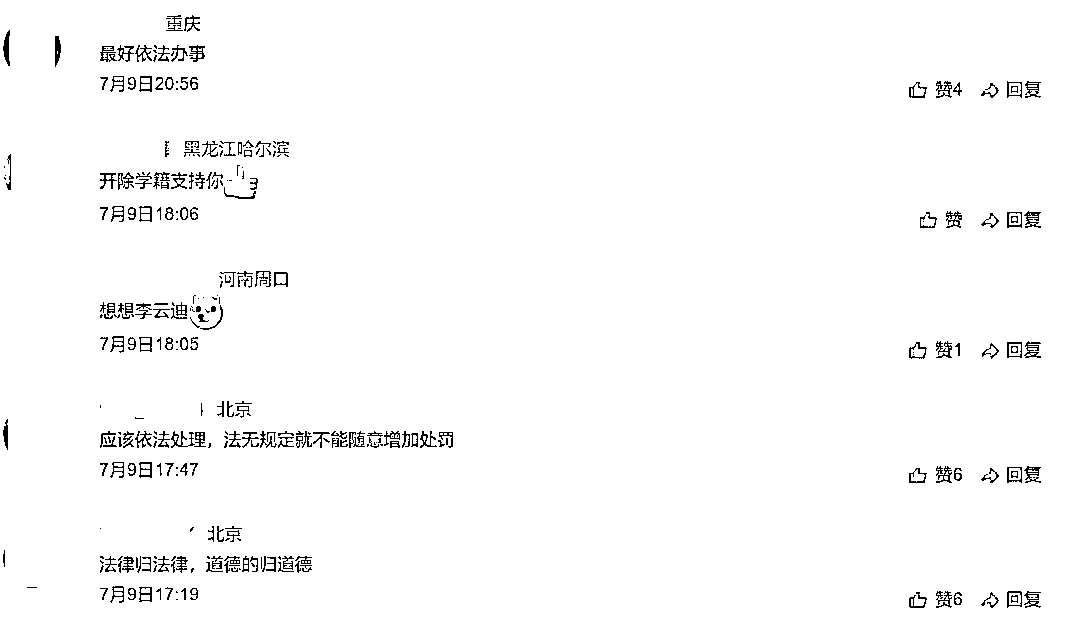 重庆
最好依法办事
7月9日20:56
赞4 回复
黑龙江哈尔滨
开除学籍支持你
7月9日18:06
赞 回复
河南周口
想想李云迪
7月9日18:05
赞1 回复
北京
应该依法处理，法无规定就不能随意增加处罚
7月9日17:47
赞6 回复
北京
法律归法律，道德的归道德
7月9日17:19
赞6 回复